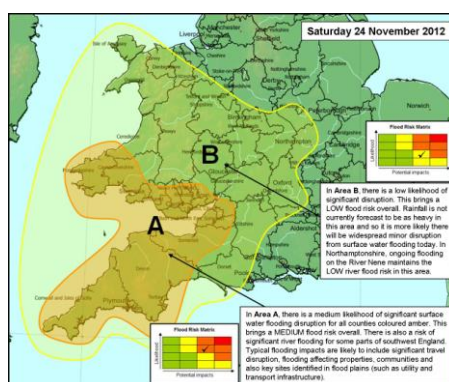 Saturday 24 November 2012
Liverpool
Sheffield
Derby
Norwich
Birmingham
Northampton
Cambridge
B
Oxford
A
Plymouth
Aldershot
Flood Risk Matrix
Likelihood
Potential impacts
In Area B, there is a low likelihood of
significant disruption. This brings a
LOW flood risk overall. Rainfall is not
currently forecast to be as heavy in
this area and so it is more likely there
will be widespread minor disruption
from surface water flooding today. In
Northamptonshire, ongoing flooding
on the River Nene maintains the
LOW river flood risk in this area.
In Area A, there is a medium likelihood of significant surface
water flooding disruption for all counties coloured amber. This
brings a MEDIUM flood risk overall. There is also a risk of
significant river flooding for some parts of southwest England.
Typical flooding impacts are likely to include significant travel
disruption, flooding affecting properties, communities and
also key sites identified in flood plains (such as utility and
transport infrastructure).
Flood Risk Matrix
Likelihood
Potential impacts